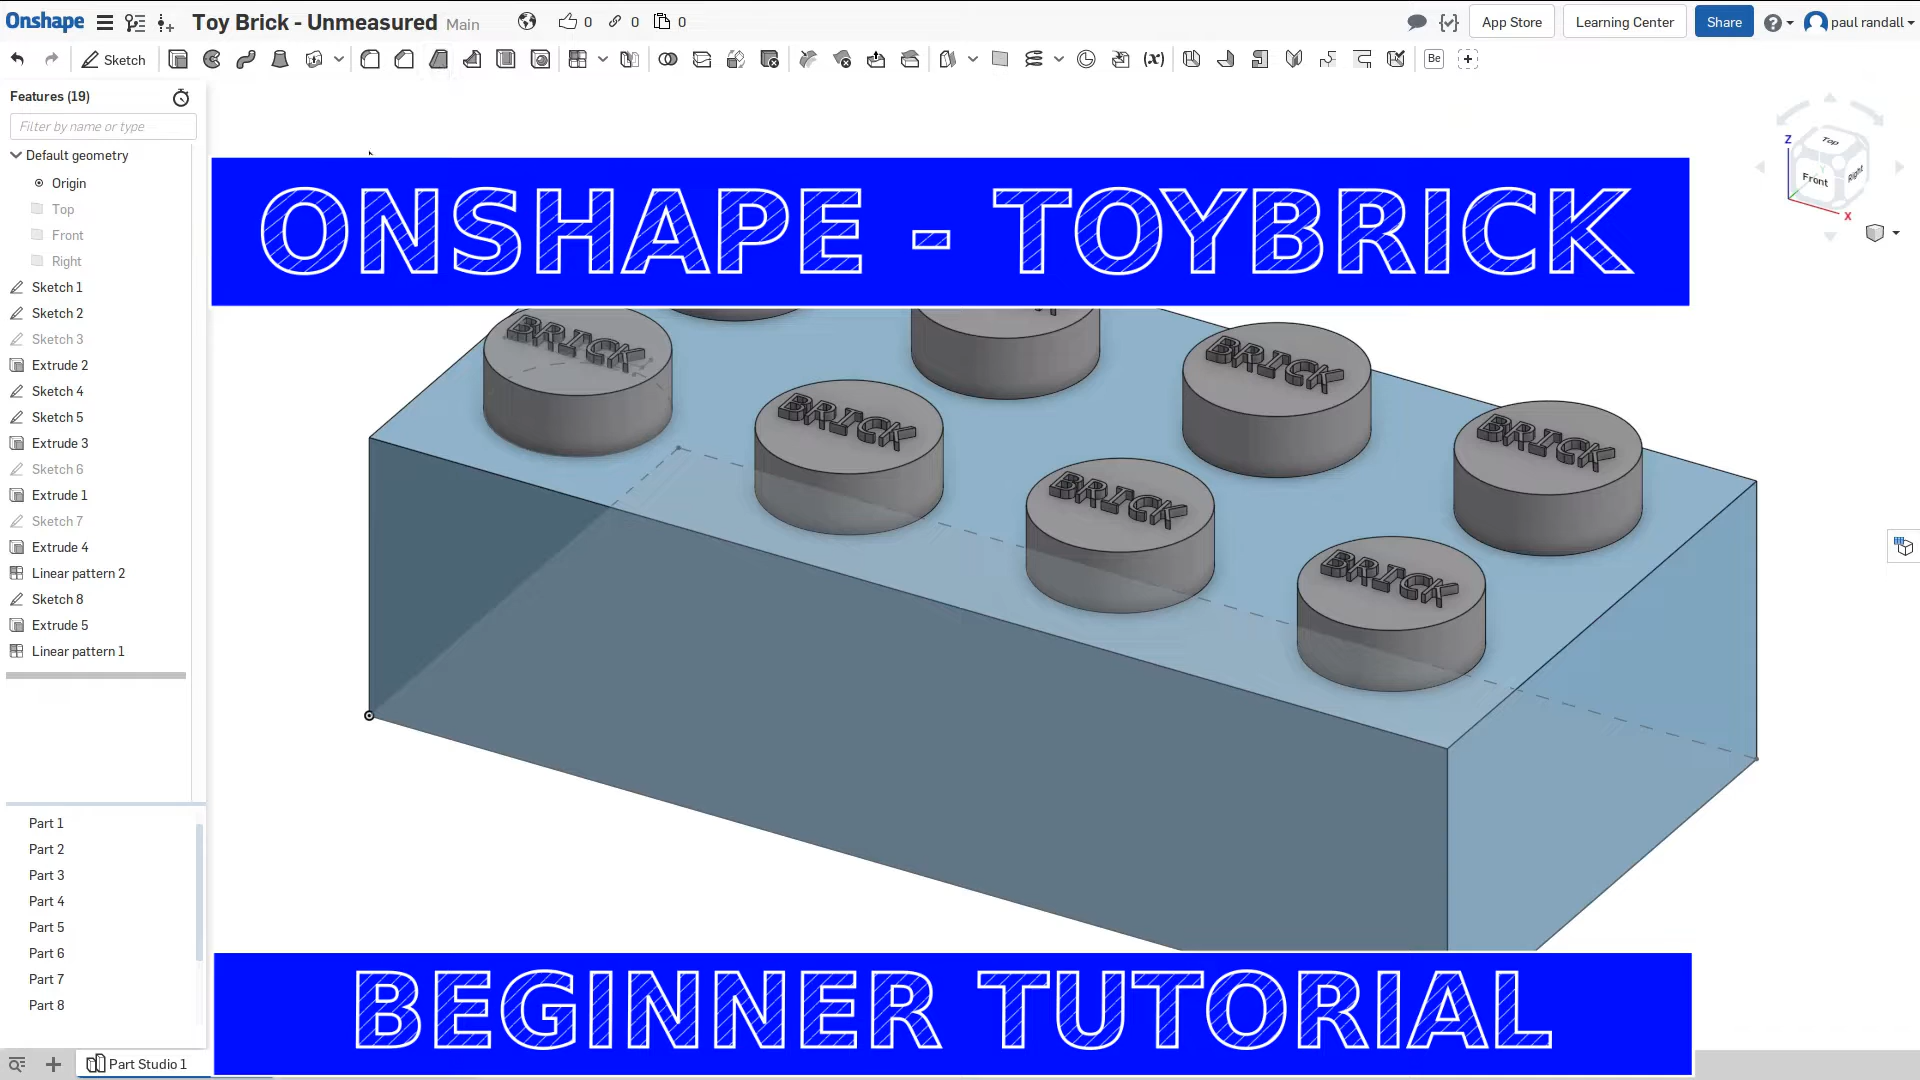 Onshape Toy Brick - Unmeasured Main 0 0 0 App Store Learning Center Share paul randall
Sketch (x) Be
Features (19)
Filter by name or type
Default geometry
Origin
Top
Front
Right
Sketch 1
Sketch 2
Sketch 3
Extrude 2
Sketch 4
Sketch 5
Extrude 3
Sketch 6
Extrude 1
Sketch 7
Extrude 4
Linear pattern 2
Sketch 8
Extrude 5
Linear pattern 1
Part 1
Part 2
Part 3
Part 4
Part 5
Part 6
Part 7
Part 8
Part Studio 1
ONSHAPE - TOYBRICK
BRICK
BRICK
BRICK
BRICK
BRICK
BRICK
BEGINNER TUTORIAL
Z
Top
Front
Right
X